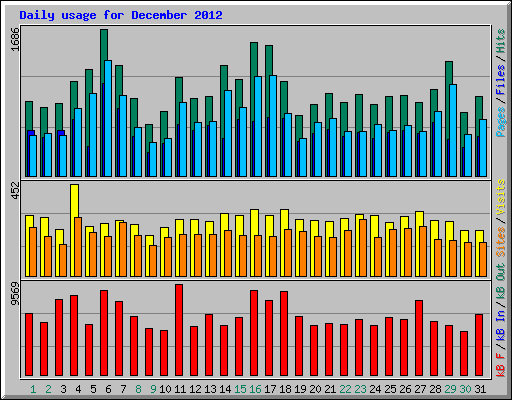 Daily usage for December 2012
1686
Pages / Files / Hits
452
Sites / Visits
9569
kB F / kB In / kB Out
1 2 3 4 5 6 7 8 9 10 11 12 13 14 15 16 17 18 19 20 21 22 23 24 25 26 27 28 29 30 31